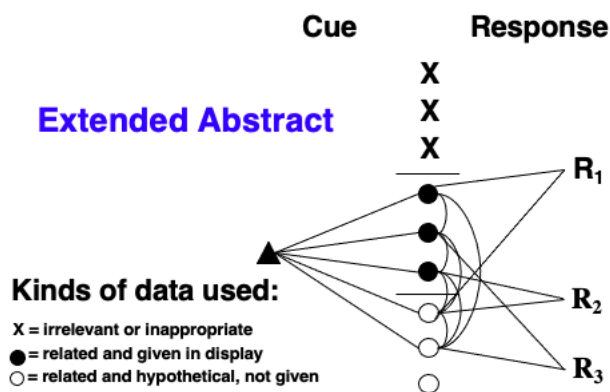 Cue Response
X
X
X
Extended Abstract
R1
R2
R3
Kinds of data used:
X = irrelevant or inappropriate
= related and given in display
= related and hypothetical, not given